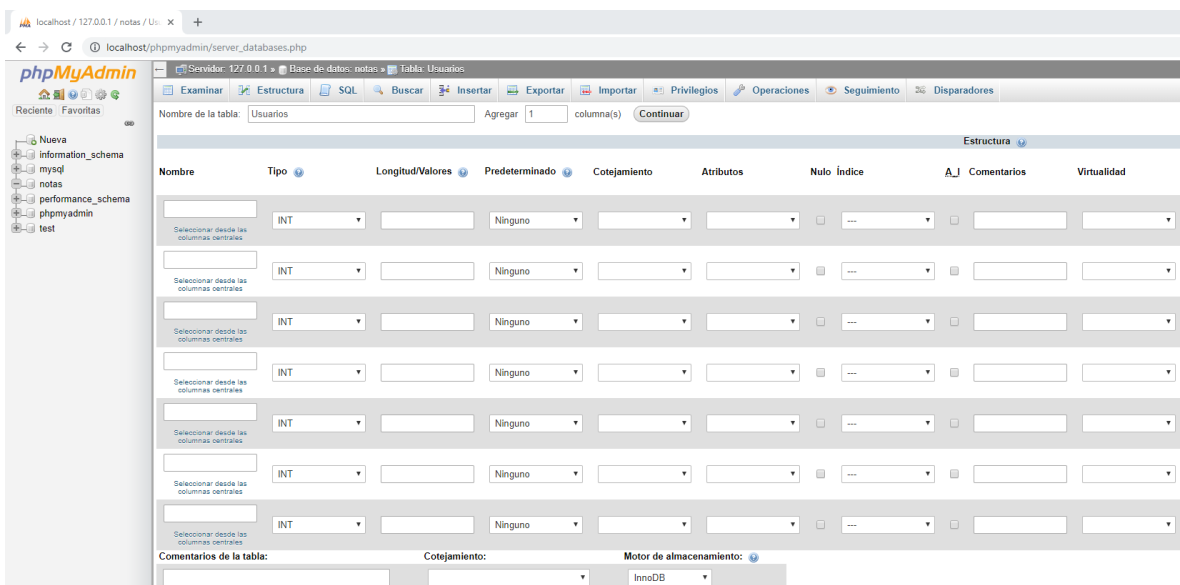 localhost / 127.0.0.1 / notas / Us
localhost/phpmyadmin/server_databases.php
phpMyAdmin
Reciente Favoritas
Nueva
information_schema
mysql
notas
performance_schema
phpmyadmin
test
Servidor: 127.0.0.1 » Base de datos: notas » Tabla: Usuarios
Examinar Estructura SQL Buscar Insertar Exportar Importar Privilegios Operaciones Seguimiento Disparadores
Nombre de la tabla: Usuarios Agregar 1 columna(s) Continuar
Estructura
Nombre Tipo Longitud/Valores Predeterminado Cotejamiento Atributos Nulo Índice A_I Comentarios Virtualidad
INT Ninguno ---
Seleccionar desde las
columnas centrales
INT Ninguno ---
Seleccionar desde las
columnas centrales
INT Ninguno ---
Seleccionar desde las
columnas centrales
INT Ninguno ---
Seleccionar desde las
columnas centrales
INT Ninguno ---
Seleccionar desde las
columnas centrales
INT Ninguno ---
Seleccionar desde las
columnas centrales
INT Ninguno ---
Seleccionar desde las
columnas centrales
Comentarios de la tabla: Cotejamiento: Motor de almacenamiento:
InnoDB